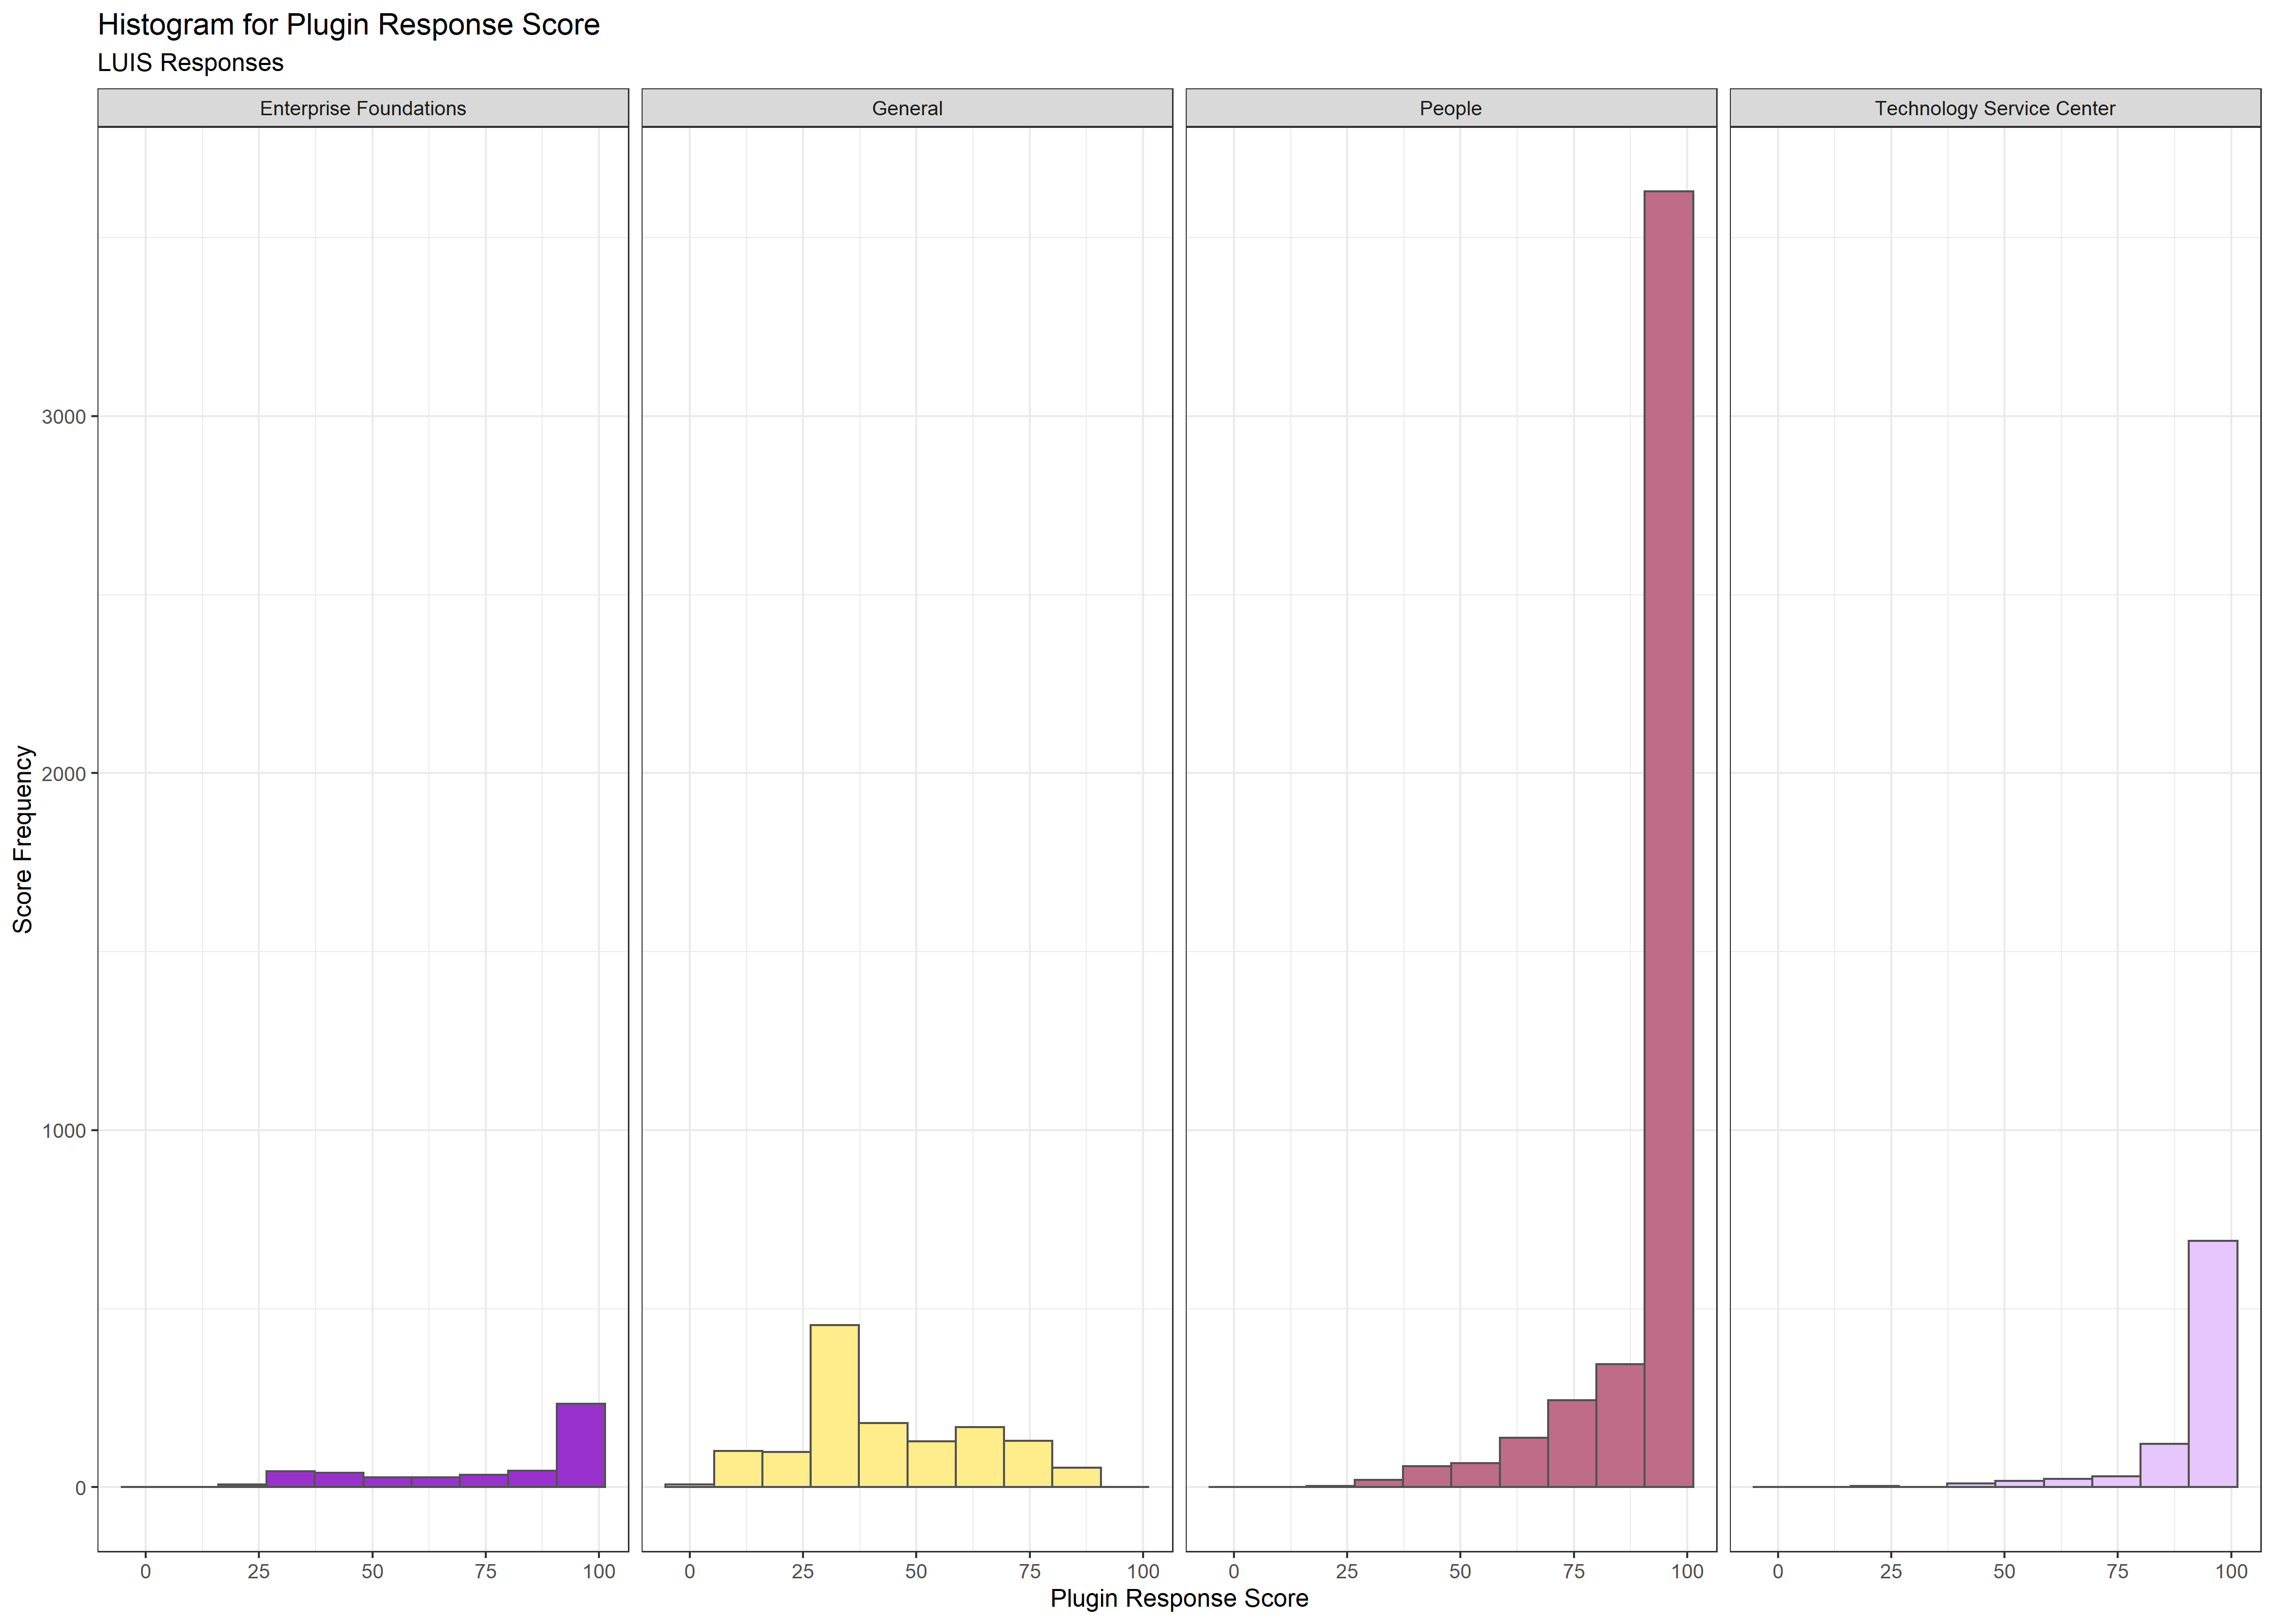 Histogram for Plugin Response Score
LUIS Responses
Enterprise Foundations
General
People
Technology Service Center
Score Frequency
3000
2000
1000
0
0 25 50 75 100
0 25 50 75 100
0 25 50 75 100
0 25 50 75 100
Plugin Response Score